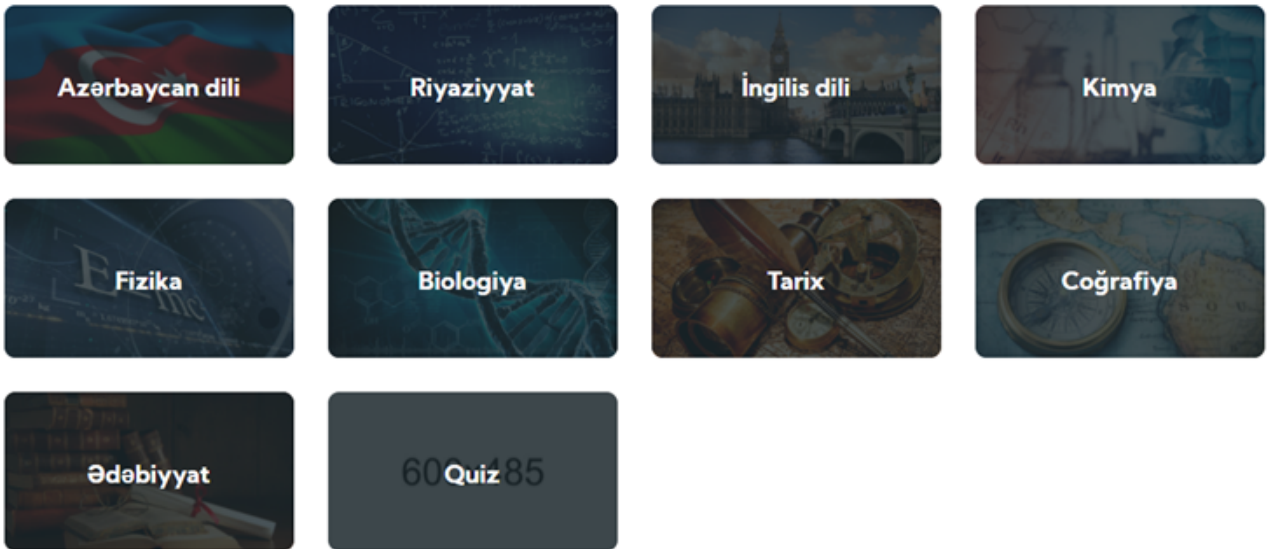 Azərbaycan dili
Riyaziyyat
İngilis dili
Kimya
Fizika
Biologiya
Tarix
Coğrafiya
Ədəbiyyat
Quiz